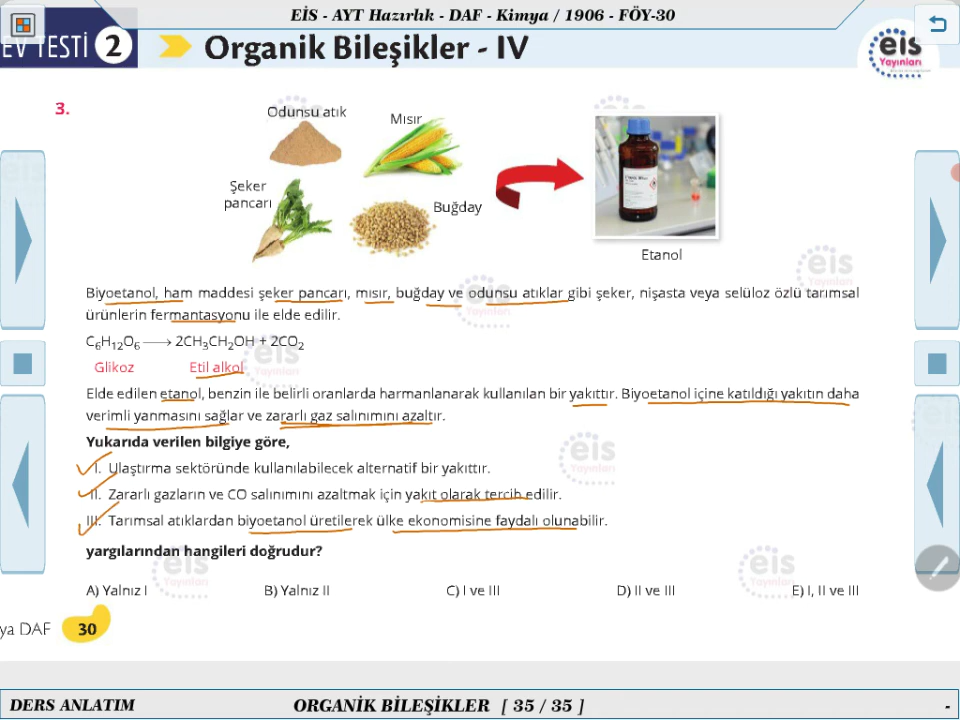 EİS - AYT Hazırlık - DAF - Kimya / 1906 - FÖY-30
EV TESTİ 2 Organik Bileşikler - IV
eis
Yayınları
3.
Odunsu atık
Mısır
Şeker
pancarı
Buğday
Etanol
Biyoetanol, ham maddesi şeker pancarı, mısır, buğday ve odunsu atıklar gibi şeker, nişasta veya selüloz özlü tarımsal
ürünlerin fermantasyonu ile elde edilir.
C₆H₁₂O₆ ⟶ 2CH₃CH₂OH + 2CO₂
Glikoz Etil alkol
Elde edilen etanol, benzin ile belirli oranlarda harmanlanarak kullanılan bir yakıttır. Biyoetanol içine katıldığı yakıtın daha
verimli yanmasını sağlar ve zararlı gaz salınımını azaltır.
Yukarıda verilen bilgiye göre,
I. Ulaştırma sektöründe kullanılabilecek alternatif bir yakıttır.
II. Zararlı gazların ve CO salınımını azaltmak için yakıt olarak tercih edilir.
III. Tarımsal atıklardan biyoetanol üretilerek ülke ekonomisine faydalı olunabilir.
yargılarından hangileri doğrudur?
A) Yalnız I B) Yalnız II C) I ve III D) II ve III E) I, II ve III
ya DAF 30
DERS ANLATIM ORGANİK BİLEŞİKLER [ 35 / 35 ] -